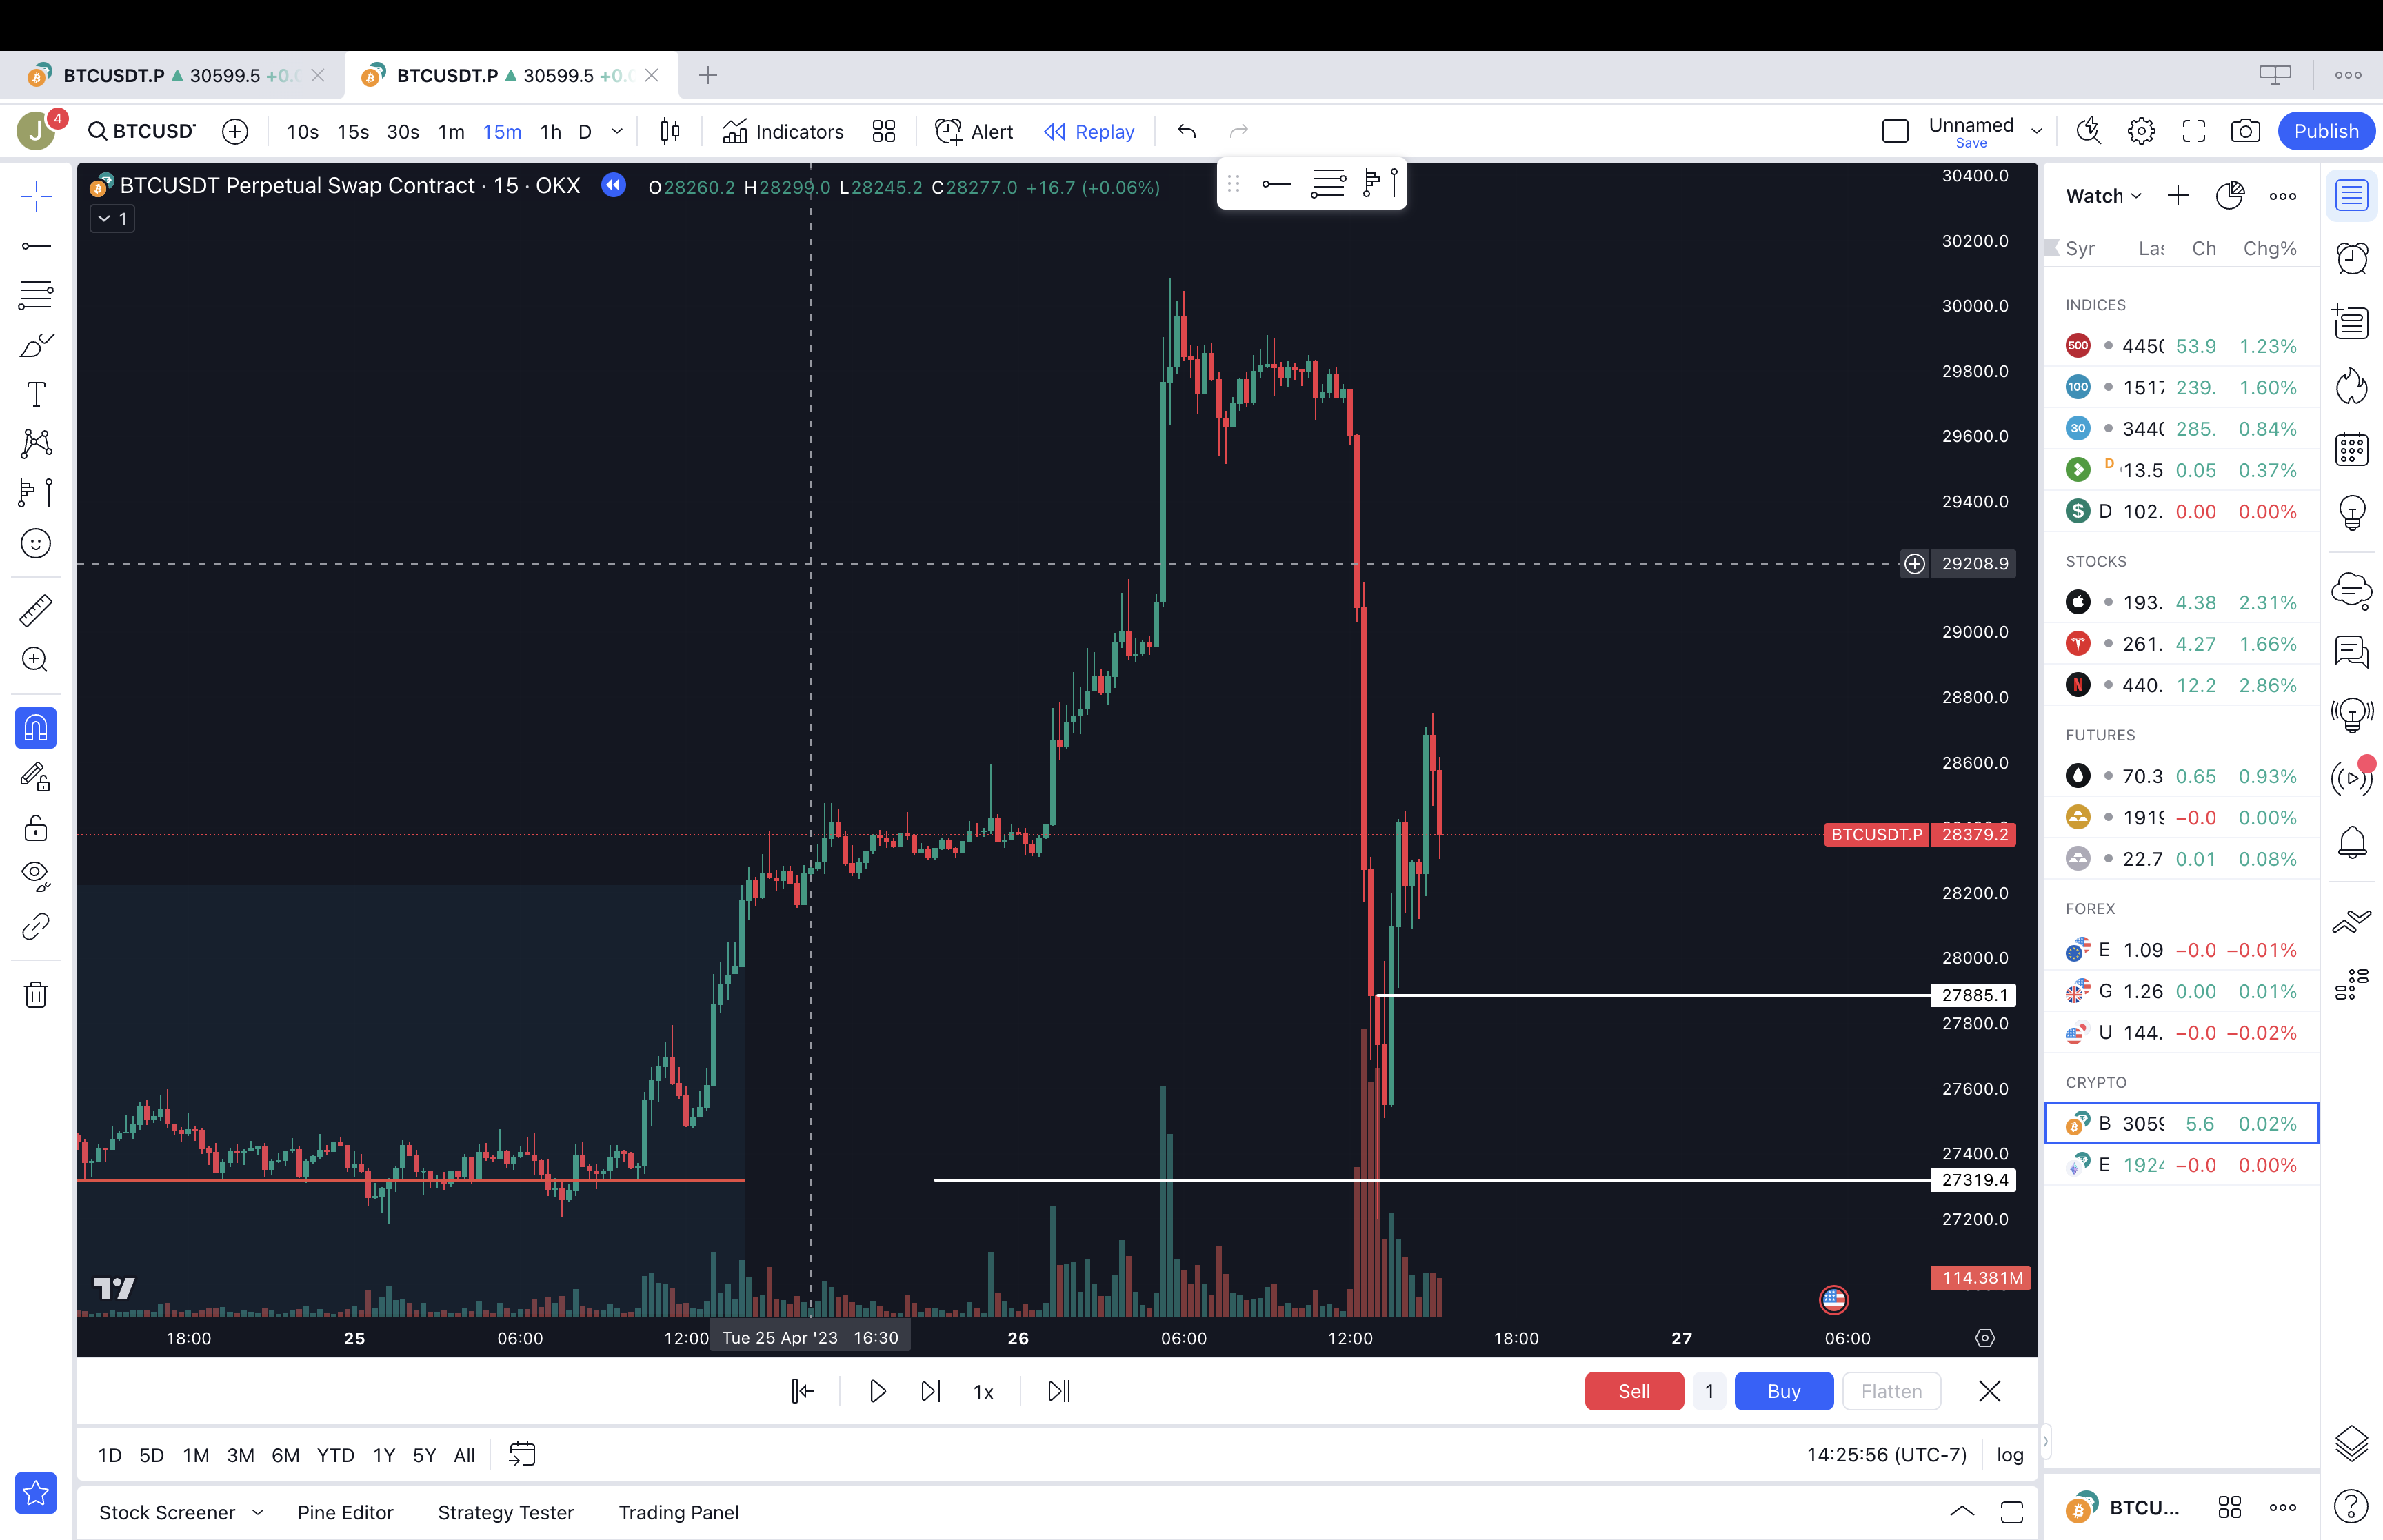 BTCUSDT.P 30599.5 +0.0 BTCUSDT.P 30599.5 +0.0
J 4 BTCUSD 10s 15s 30s 1m 15m 1h D Indicators Alert Replay Unnamed Save Publish
BTCUSDT Perpetual Swap Contract · 15 · OKX O28260.2 H28299.0 L28245.2 C28277.0 +16.7 (+0.06%)
1
30400.0
30200.0
30000.0
29800.0
29600.0
29400.0
29208.9
29000.0
28800.0
28600.0
BTCUSDT.P 28379.2
28200.0
28000.0
27885.1
27800.0
27600.0
27400.0
27319.4
27200.0
114.381M
18:00 25 06:00 12:00 Tue 25 Apr '23 16:30 26 06:00 12:00 18:00 27 06:00
1x Sell 1 Buy Flatten
1D 5D 1M 3M 6M YTD 1Y 5Y All 14:25:56 (UTC-7) log
Stock Screener Pine Editor Strategy Tester Trading Panel
Watch
Syr Las Ch Chg%
INDICES
500 445 53.9 1.23%
100 151 239. 1.60%
30 344 285. 0.84%
D 13.5 0.05 0.37%
$ D 102. 0.00 0.00%
STOCKS
193. 4.38 2.31%
261. 4.27 1.66%
N 440. 12.2 2.86%
FUTURES
70.3 0.65 0.93%
191 −0.0 0.00%
22.7 0.01 0.08%
FOREX
E 1.09 −0.0 −0.01%
G 1.26 0.00 0.01%
U 144. −0.0 −0.02%
CRYPTO
B 305 5.6 0.02%
E 192 −0.0 0.00%
BTCU...